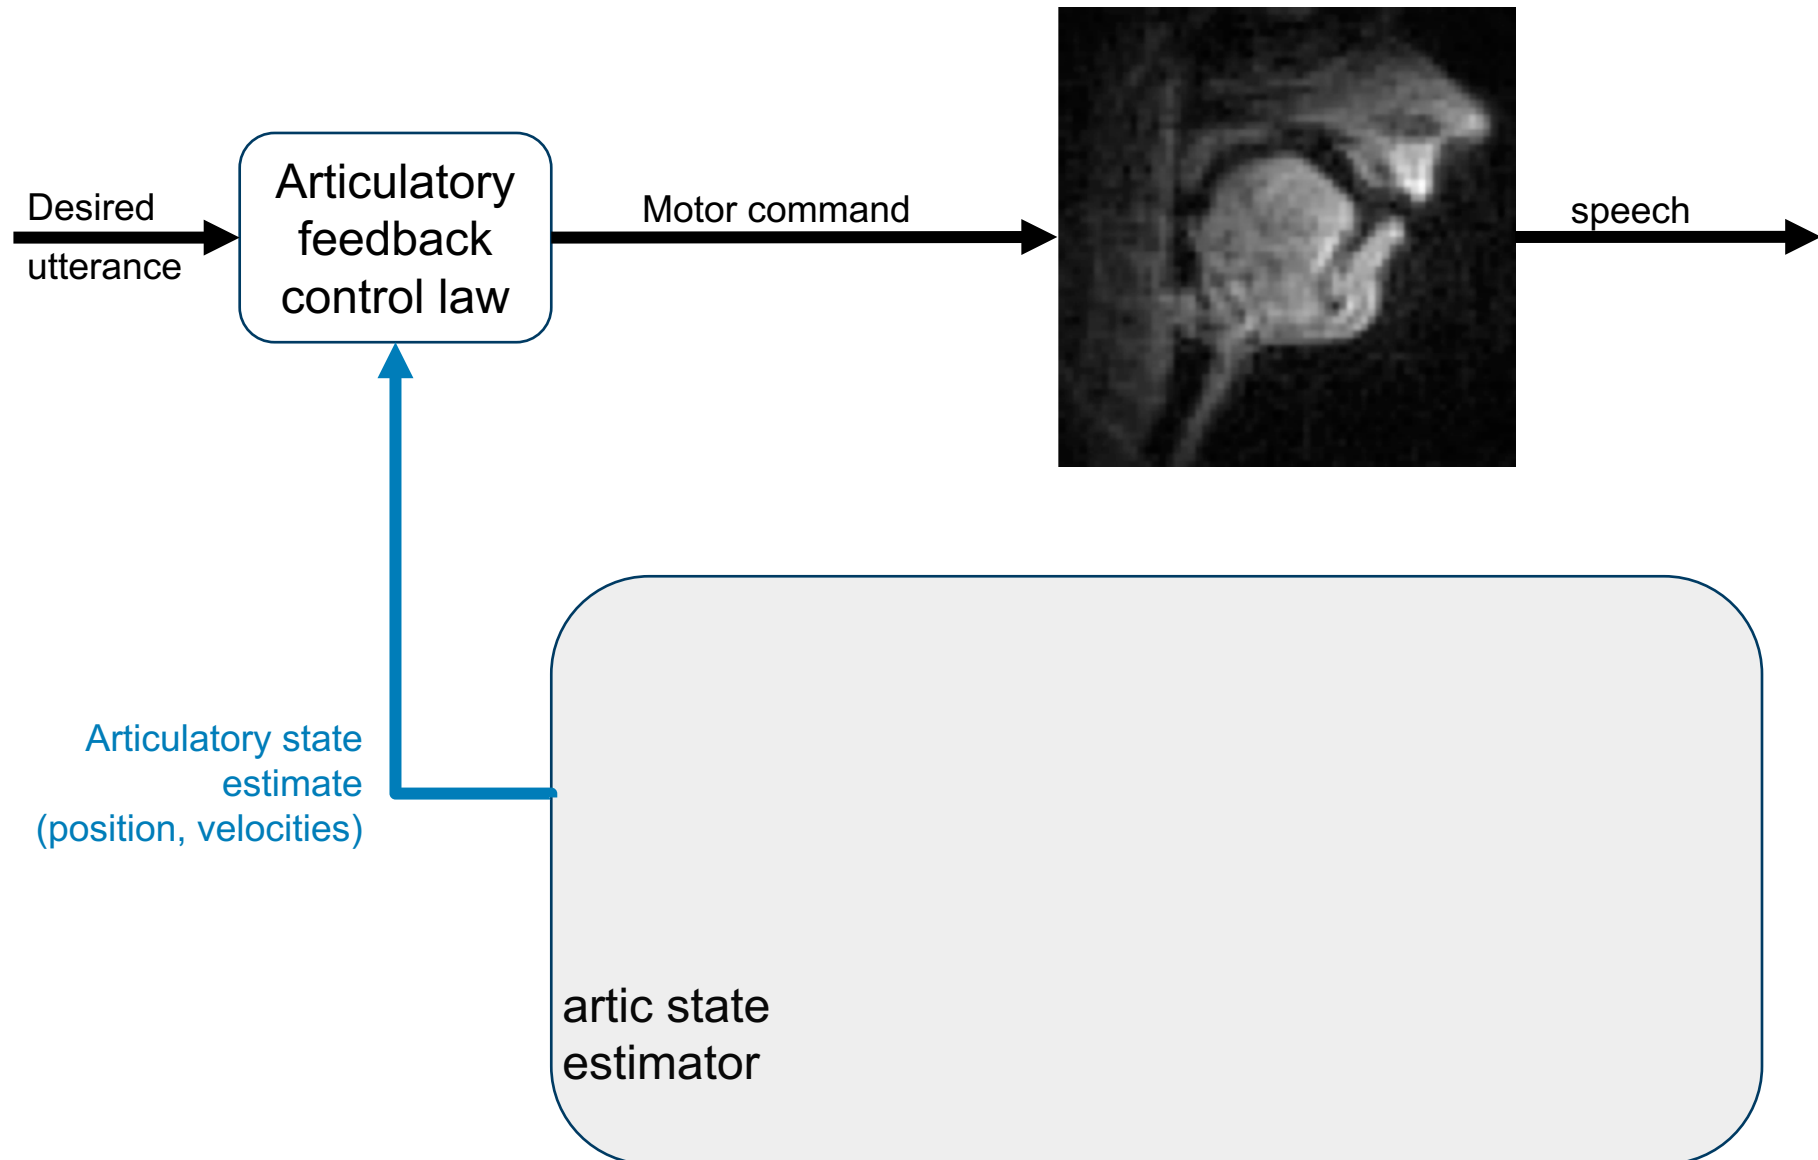 Desired
utterance
Articulatory
feedback
control law
Motor command
speech
Articulatory state
estimate
(position, velocities)
artic state
estimator